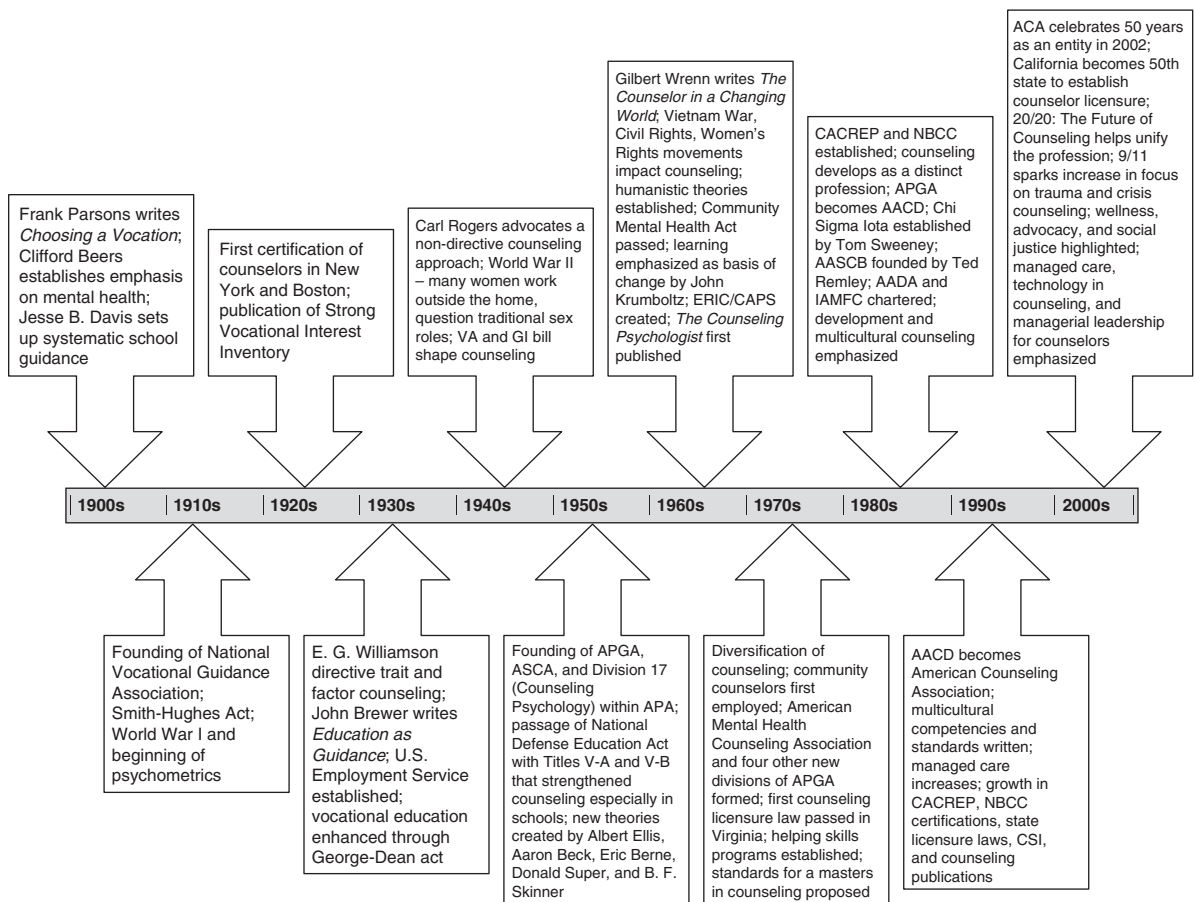 Frank Parsons writes
Choosing a Vocation;
Clifford Beers
establishes emphasis
on mental health;
Jesse B. Davis sets
up systematic school
guidance
First certification of
counselors in New
York and Boston;
publication of Strong
Vocational Interest
Inventory
Carl Rogers advocates a
non-directive counseling
approach; World War II
– many women work
outside the home,
question traditional sex
roles; VA and GI bill
shape counseling
Gilbert Wrenn writes The
Counselor in a Changing
World; Vietnam War,
Civil Rights, Women's
Rights movements
impact counseling;
humanistic theories
established; Community
Mental Health Act
passed; learning
emphasized as basis of
change by John
Krumboltz; ERIC/CAPS
created; The Counseling
Psychologist first
published
CACREP and NBCC
established; counseling
develops as a distinct
profession; APGA
becomes AACD; Chi
Sigma Iota established
by Tom Sweeney;
AASCB founded by Ted
Remley; AADA and
IAMFC chartered;
development and
multicultural counseling
emphasized
ACA celebrates 50 years
as an entity in 2002;
California becomes 50th
state to establish
counselor licensure;
20/20: The Future of
Counseling helps unify
the profession; 9/11
sparks increase in focus
on trauma and crisis
counseling; wellness,
advocacy, and social
justice highlighted;
managed care,
technology in
counseling, and
managerial leadership
for counselors
emphasized
1900s 1910s 1920s 1930s 1940s 1950s 1960s 1970s 1980s 1990s 2000s
Founding of National
Vocational Guidance
Association;
Smith-Hughes Act;
World War I and
beginning of
psychometrics
E. G. Williamson
directive trait and
factor counseling;
John Brewer writes
Education as
Guidance; U.S.
Employment Service
established;
vocational education
enhanced through
George-Dean act
Founding of APGA,
ASCA, and Division 17
(Counseling
Psychology) within APA;
passage of National
Defense Education Act
with Titles V-A and V-B
that strengthened
counseling especially in
schools; new theories
created by Albert Ellis,
Aaron Beck, Eric Berne,
Donald Super, and B. F.
Skinner
Diversification of
counseling; community
counselors first
employed; American
Mental Health
Counseling Association
and four other new
divisions of APGA
formed; first counseling
licensure law passed in
Virginia; helping skills
programs established;
standards for a masters
in counseling proposed
AACD becomes
American Counseling
Association;
multicultural
competencies and
standards written;
managed care
increases; growth in
CACREP, NBCC
certifications, state
licensure laws, CSI,
and counseling
publications